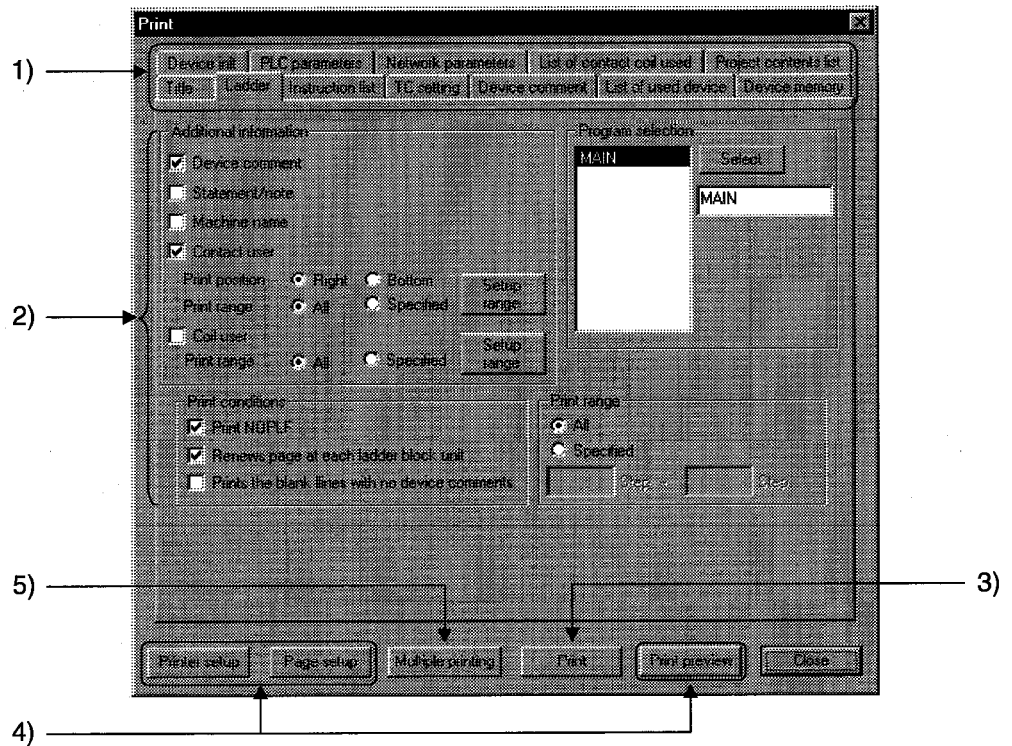 Print
1)
Device init PLC parameters Network parameters List of contact coil used Project contents list
Title Ladder Instruction list TC setting Device comment List of used device Device memory
2)
Additional information
Device comment
Statement/note
Machine name
Contact user
Print position Right Bottom Setup range
Print range All Specified
Coil user
Print range All Specified Setup range
Program selection
MAIN Select
MAIN
Print conditions
Print NOPLF
Renews page at each ladder block unit
Prints the blank lines with no device comments
Print range
All
Specified
Step - Step
5)
3)
Printer setup Page setup Multiple printing Print Print preview Close
4)